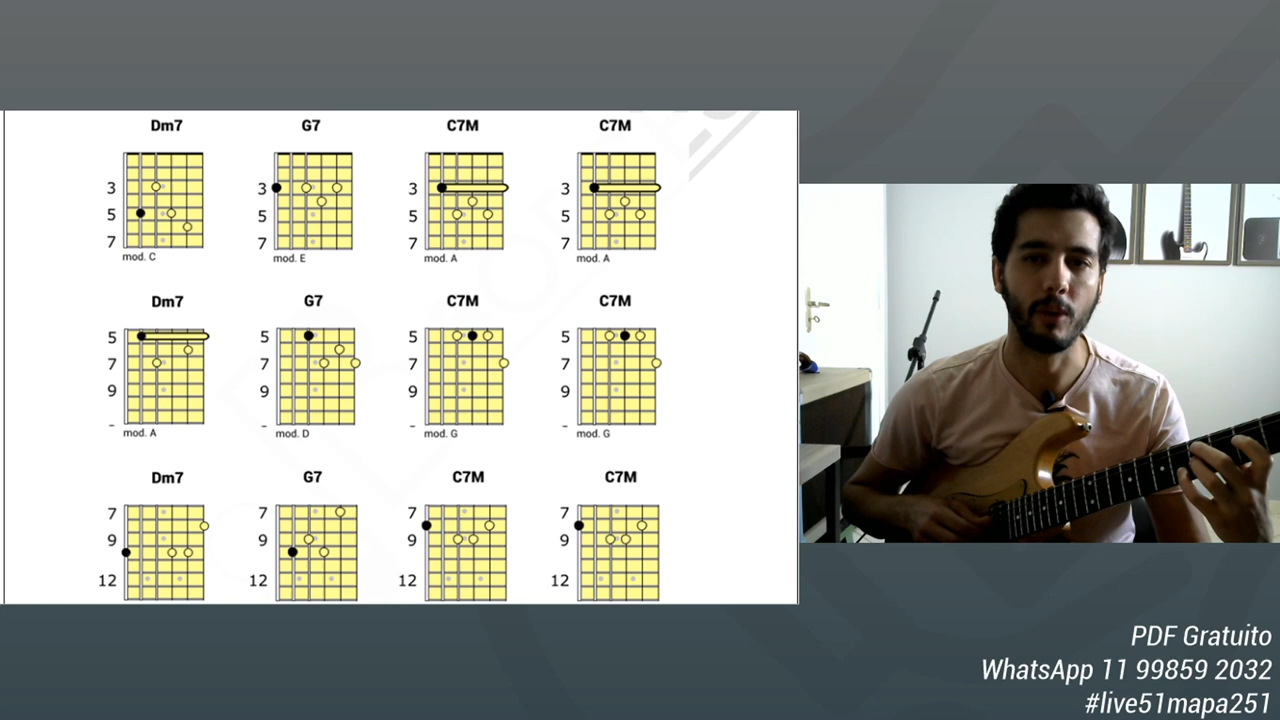 Dm7 G7 C7M C7M
3 3 3 3
5 5 5 5
7 7 7 7
mod. C mod. E mod. A mod. A
Dm7 G7 C7M C7M
5 5 5 5
7 7 7 7
9 9 9 9
- - - -
mod. A mod. D mod. G mod. G
Dm7 G7 C7M C7M
7 7 7 7
9 9 9 9
12 12 12 12
PDF Gratuito
WhatsApp 11 99859 2032
#live51mapa251